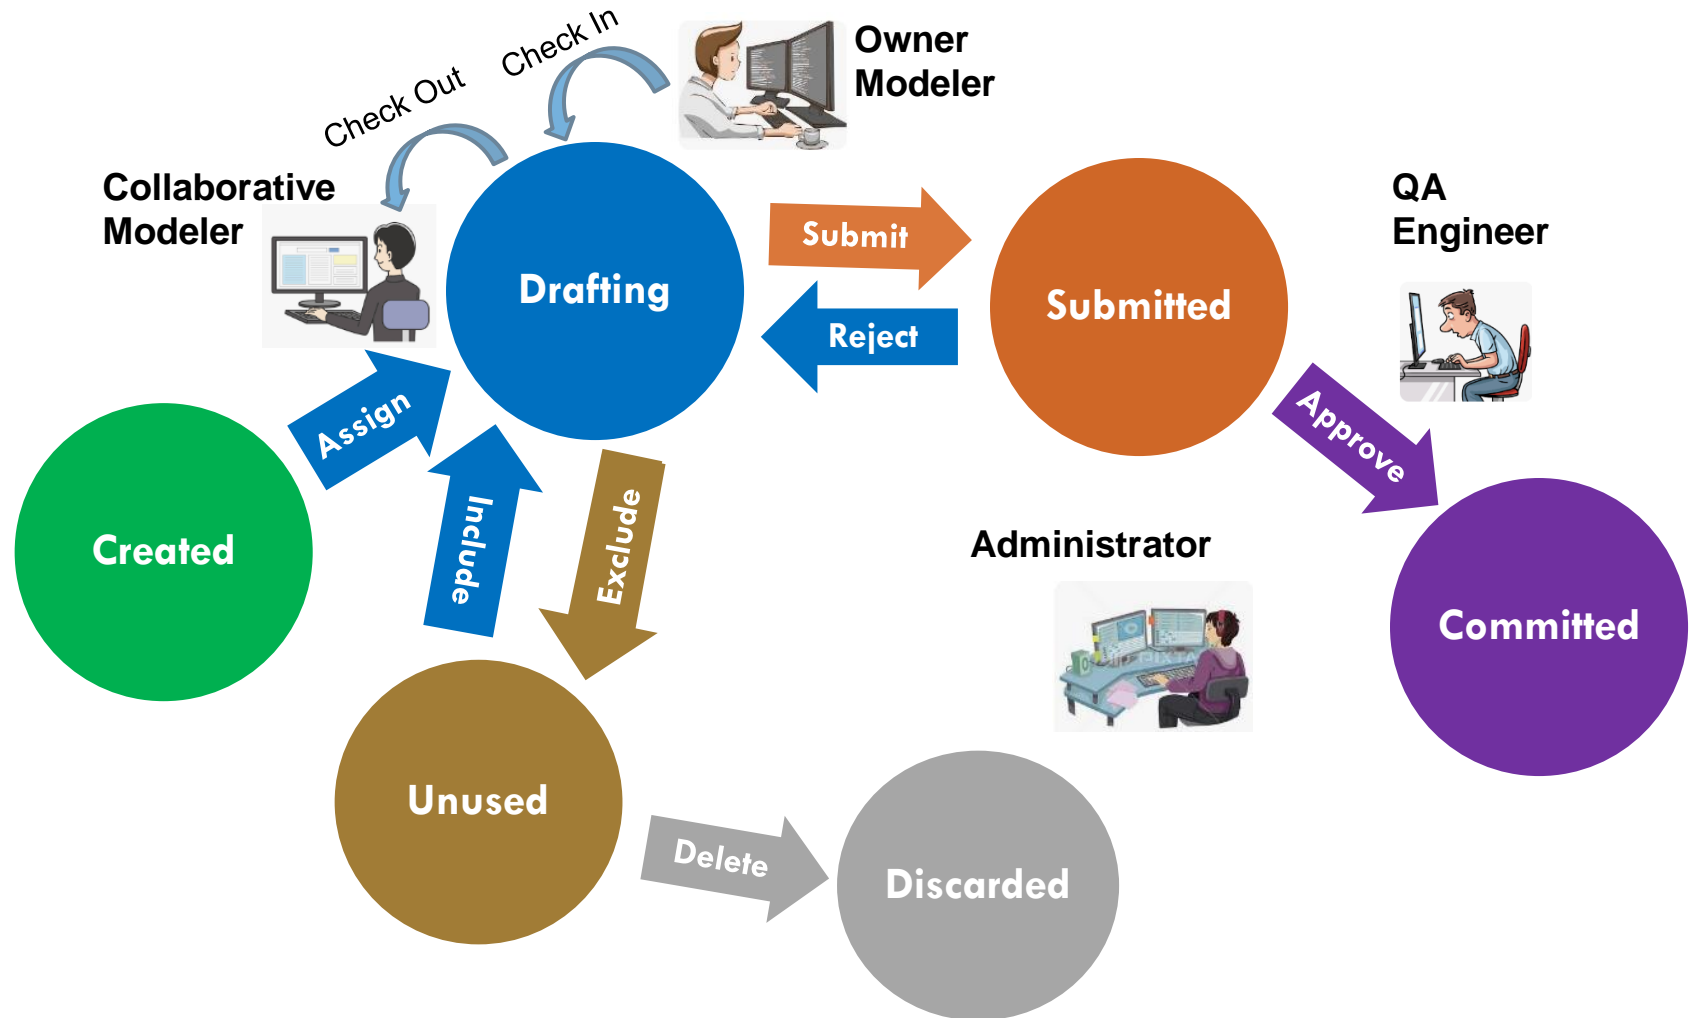 Check In
Owner
Modeler
Check Out
Collaborative
Modeler
QA
Engineer
Submit
Drafting
Submitted
Reject
Assign
Approve
Include
Exclude
Created
Administrator
Committed
Unused
Delete
Discarded